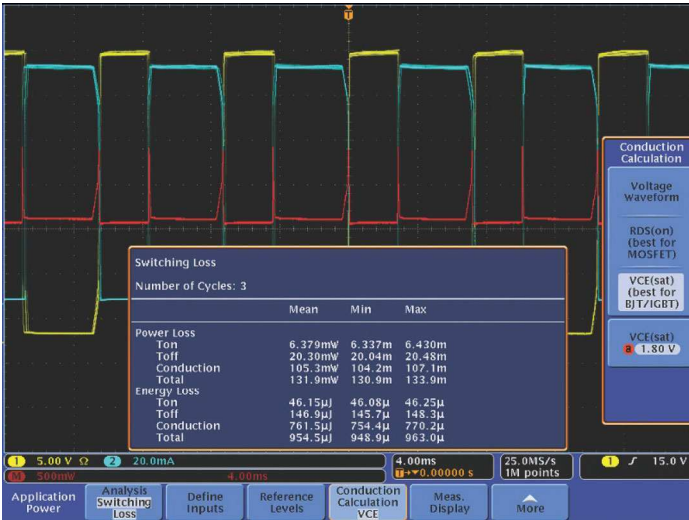 T
Conduction
Calculation
Voltage
Waveform
RDS(on)
(best for
MOSFET)
VCE(sat)
(best for
BJT/IGBT)
VCE(sat)
a 1.80 V
Switching Loss
Number of Cycles: 3
Mean Min Max
Power Loss
Ton 6.379mW 6.337m 6.430m
Toff 20.30mW 20.04m 20.48m
Conduction 105.3mW 104.2m 107.1m
Total 131.9mW 130.9m 133.9m
Energy Loss
Ton 46.15µJ 46.08µ 46.25µ
Toff 146.9µJ 145.7µ 148.3µ
Conduction 761.5µJ 754.4µ 770.2µ
Total 954.5µJ 948.9µ 963.0µ
1 5.00 V Ω 2 20.0mA 4.00ms 25.0MS/s 1 15.0 V
M 500mW 4.00ms T→▼0.00000 s 1M points
Application
Power
Analysis
Switching
Loss
Define
Inputs
Reference
Levels
Conduction
Calculation
VCE
Meas.
Display
More